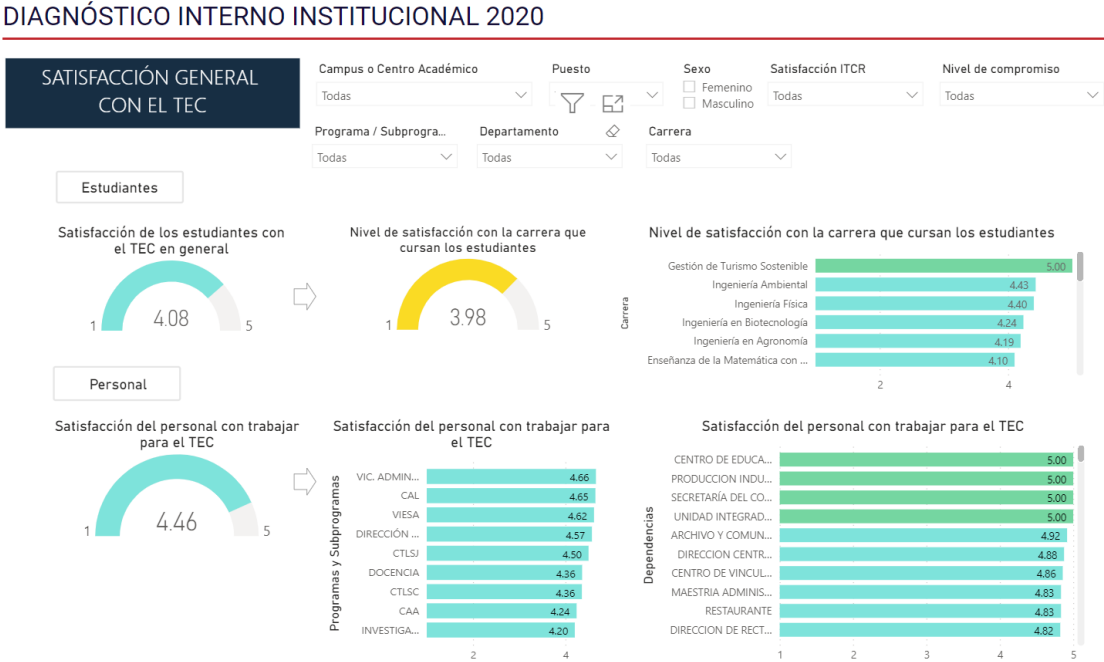 DIAGNÓSTICO INTERNO INSTITUCIONAL 2020
SATISFACCIÓN GENERAL
CON EL TEC
Campus o Centro Académico
Todas
Puesto
Sexo
Femenino
Masculino
Satisfacción ITCR
Todas
Nivel de compromiso
Todas
Programa / Subprogra...
Todas
Departamento
Todas
Carrera
Todas
Estudiantes
Satisfacción de los estudiantes con
el TEC en general
4.08
1
5
Nivel de satisfacción con la carrera que
cursan los estudiantes
3.98
1
5
Nivel de satisfacción con la carrera que cursan los estudiantes
Carrera
Gestión de Turismo Sostenible 5.00
Ingeniería Ambiental 4.43
Ingeniería Física 4.40
Ingeniería en Biotecnología 4.24
Ingeniería en Agronomía 4.19
Enseñanza de la Matemática con ... 4.10
2 4
Personal
Satisfacción del personal con trabajar
para el TEC
4.46
1
5
Satisfacción del personal con trabajar para
el TEC
Programas y Subprogramas
VIC. ADMIN... 4.66
CAL 4.65
VIESA 4.62
DIRECCIÓN ... 4.57
CTLSJ 4.50
DOCENCIA 4.36
CTLSC 4.36
CAA 4.24
INVESTIGA... 4.20
2 4
Satisfacción del personal con trabajar para el TEC
Dependencias
CENTRO DE EDUCA... 5.00
PRODUCCION INDU... 5.00
SECRETARÍA DEL CO... 5.00
UNIDAD INTEGRAD... 5.00
ARCHIVO Y COMUN... 4.92
DIRECCION CENTR... 4.88
CENTRO DE VINCUL... 4.86
MAESTRIA ADMINIS... 4.83
RESTAURANTE 4.83
DIRECCION DE RECT... 4.82
1 2 3 4 5